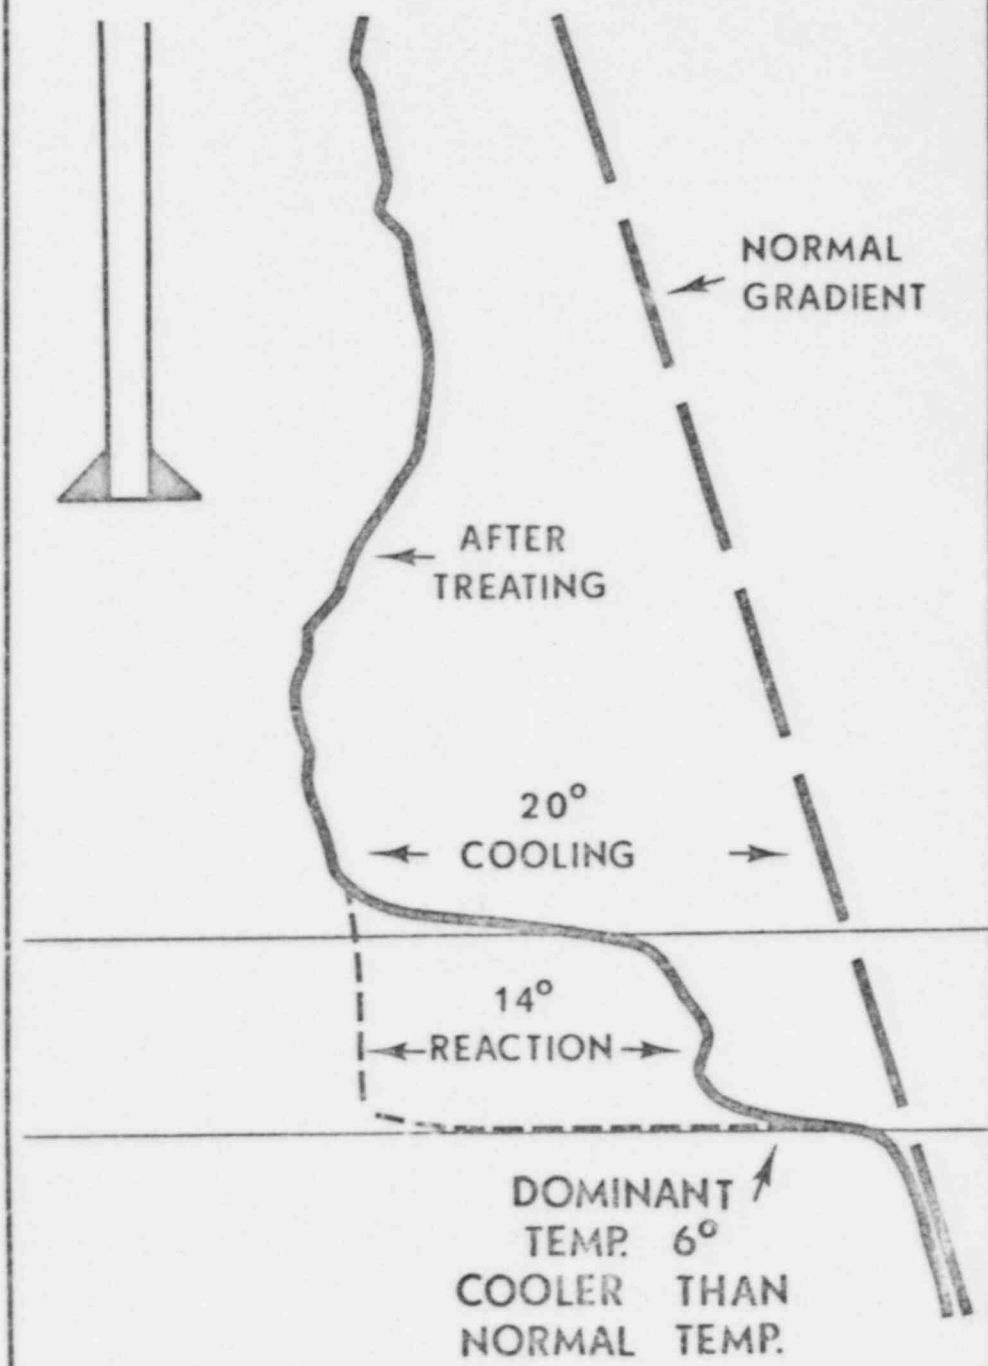 NORMAL
GRADIENT
AFTER
TREATING
20°
COOLING
14°
REACTION
DOMINANT
TEMP. 6°
COOLER THAN
NORMAL TEMP.